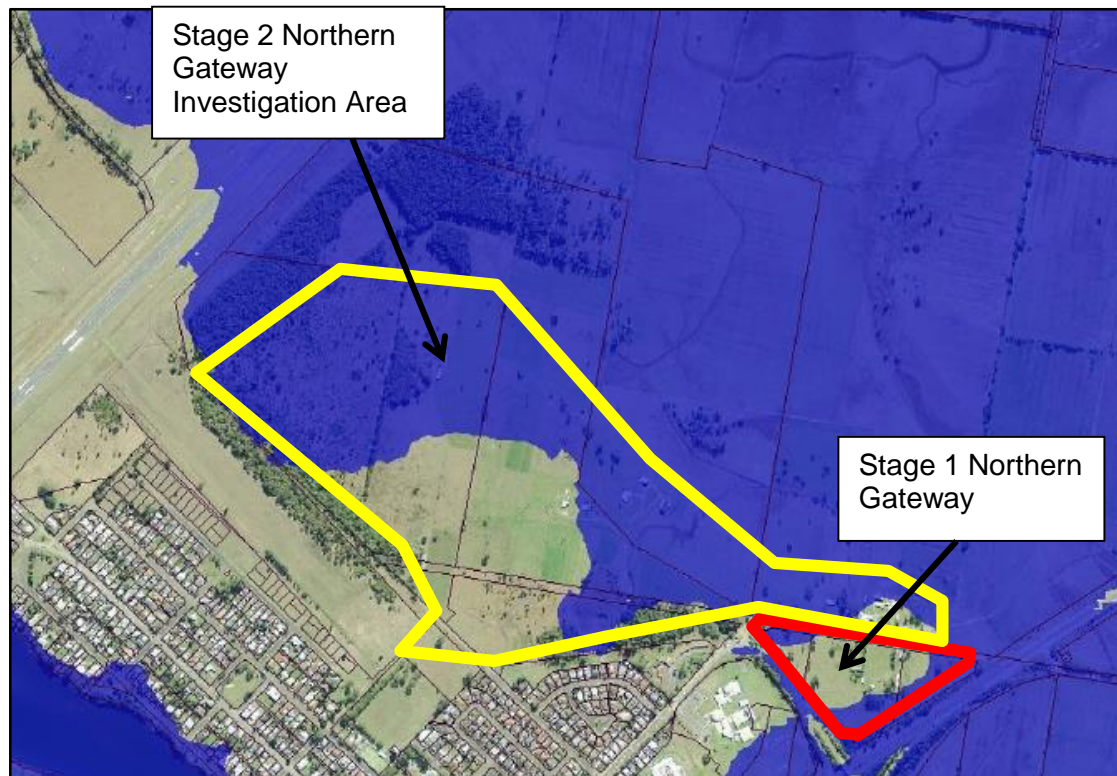 Stage 2 Northern
Gateway
Investigation Area
Stage 1 Northern
Gateway